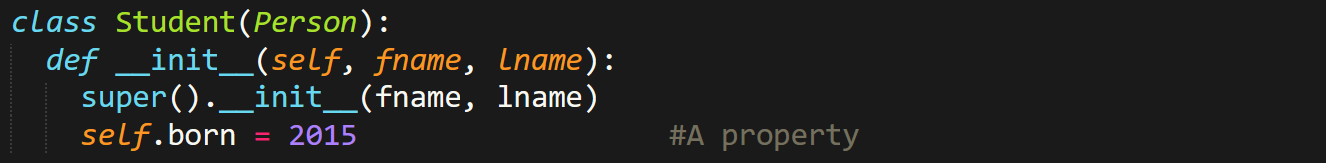 class Student(Person):
  def __init__(self, fname, lname):
    super().__init__(fname, lname)
    self.born = 2015                  #A property